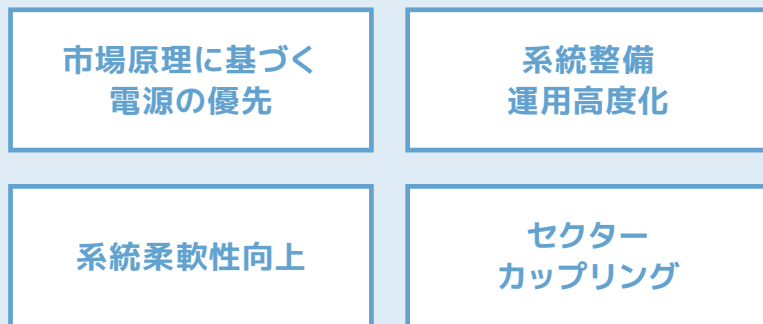 市場原理に基づく
電源の優先
系統整備
運用高度化
系統柔軟性向上
セクター
カップリング